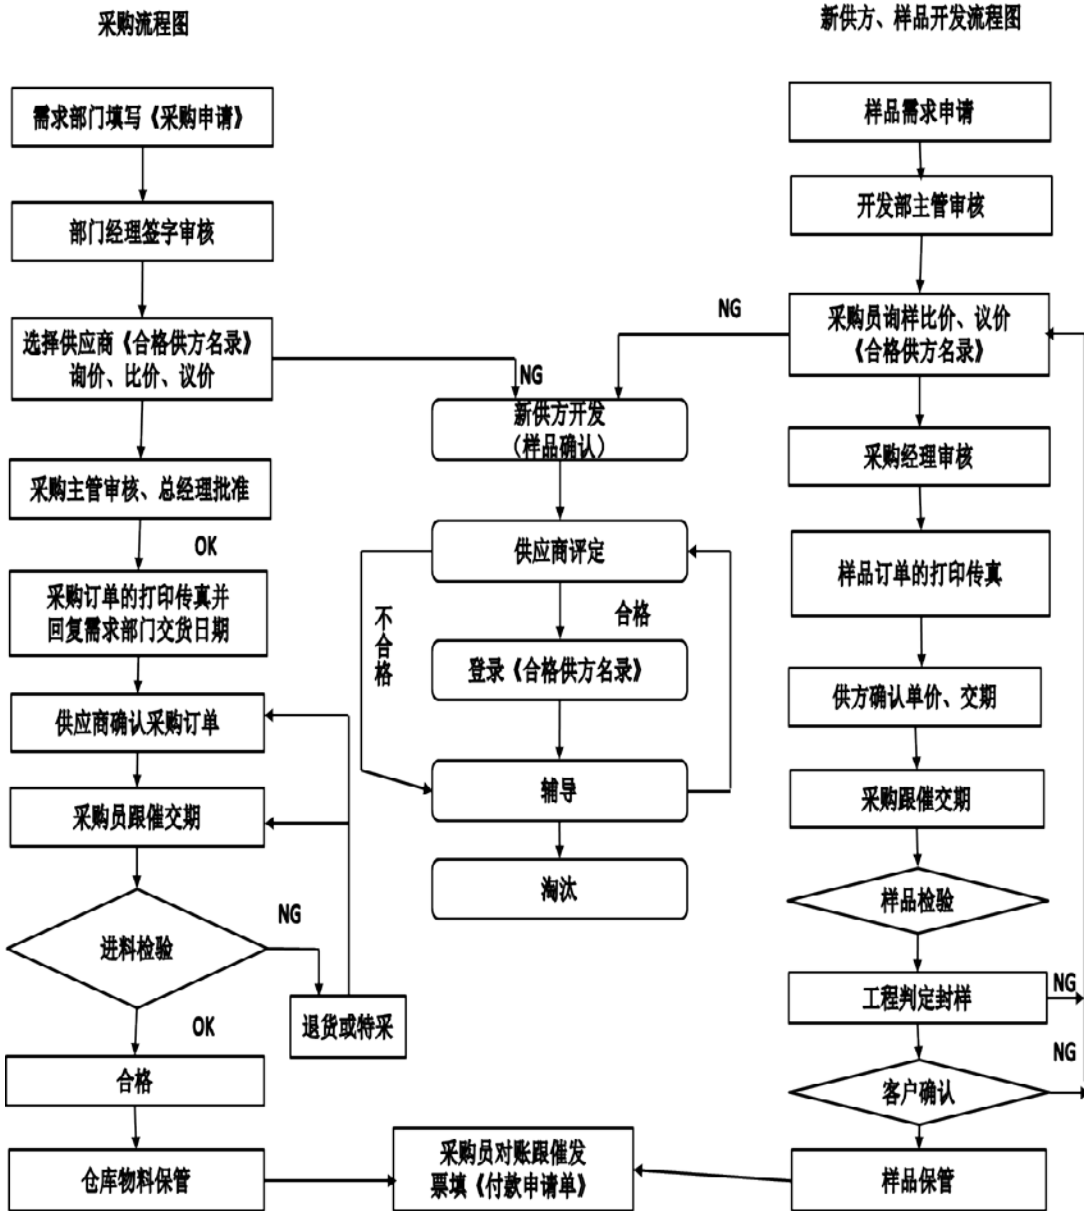 采购流程图
需求部门填写《采购申请》
部门经理签字审核
选择供应商《合格供方名录》
询价、比价、议价
采购主管审核、总经理批准
OK
采购订单的打印传真并
回复需求部门交货日期
供应商确认采购订单
采购员跟催交期
进料检验
NG
退货或特采
OK
合格
仓库物料保管
NG
NG
新供方开发
（样品确认）
供应商评定
不合格
合格
登录《合格供方名录》
辅导
淘汰
采购员对账跟催发
票填《付款申请单》
新供方、样品开发流程图
样品需求申请
开发部主管审核
采购员询样比价、议价
《合格供方名录》
采购经理审核
样品订单的打印传真
供方确认单价、交期
采购跟催交期
样品检验
工程判定封样
NG
客户确认
NG
样品保管